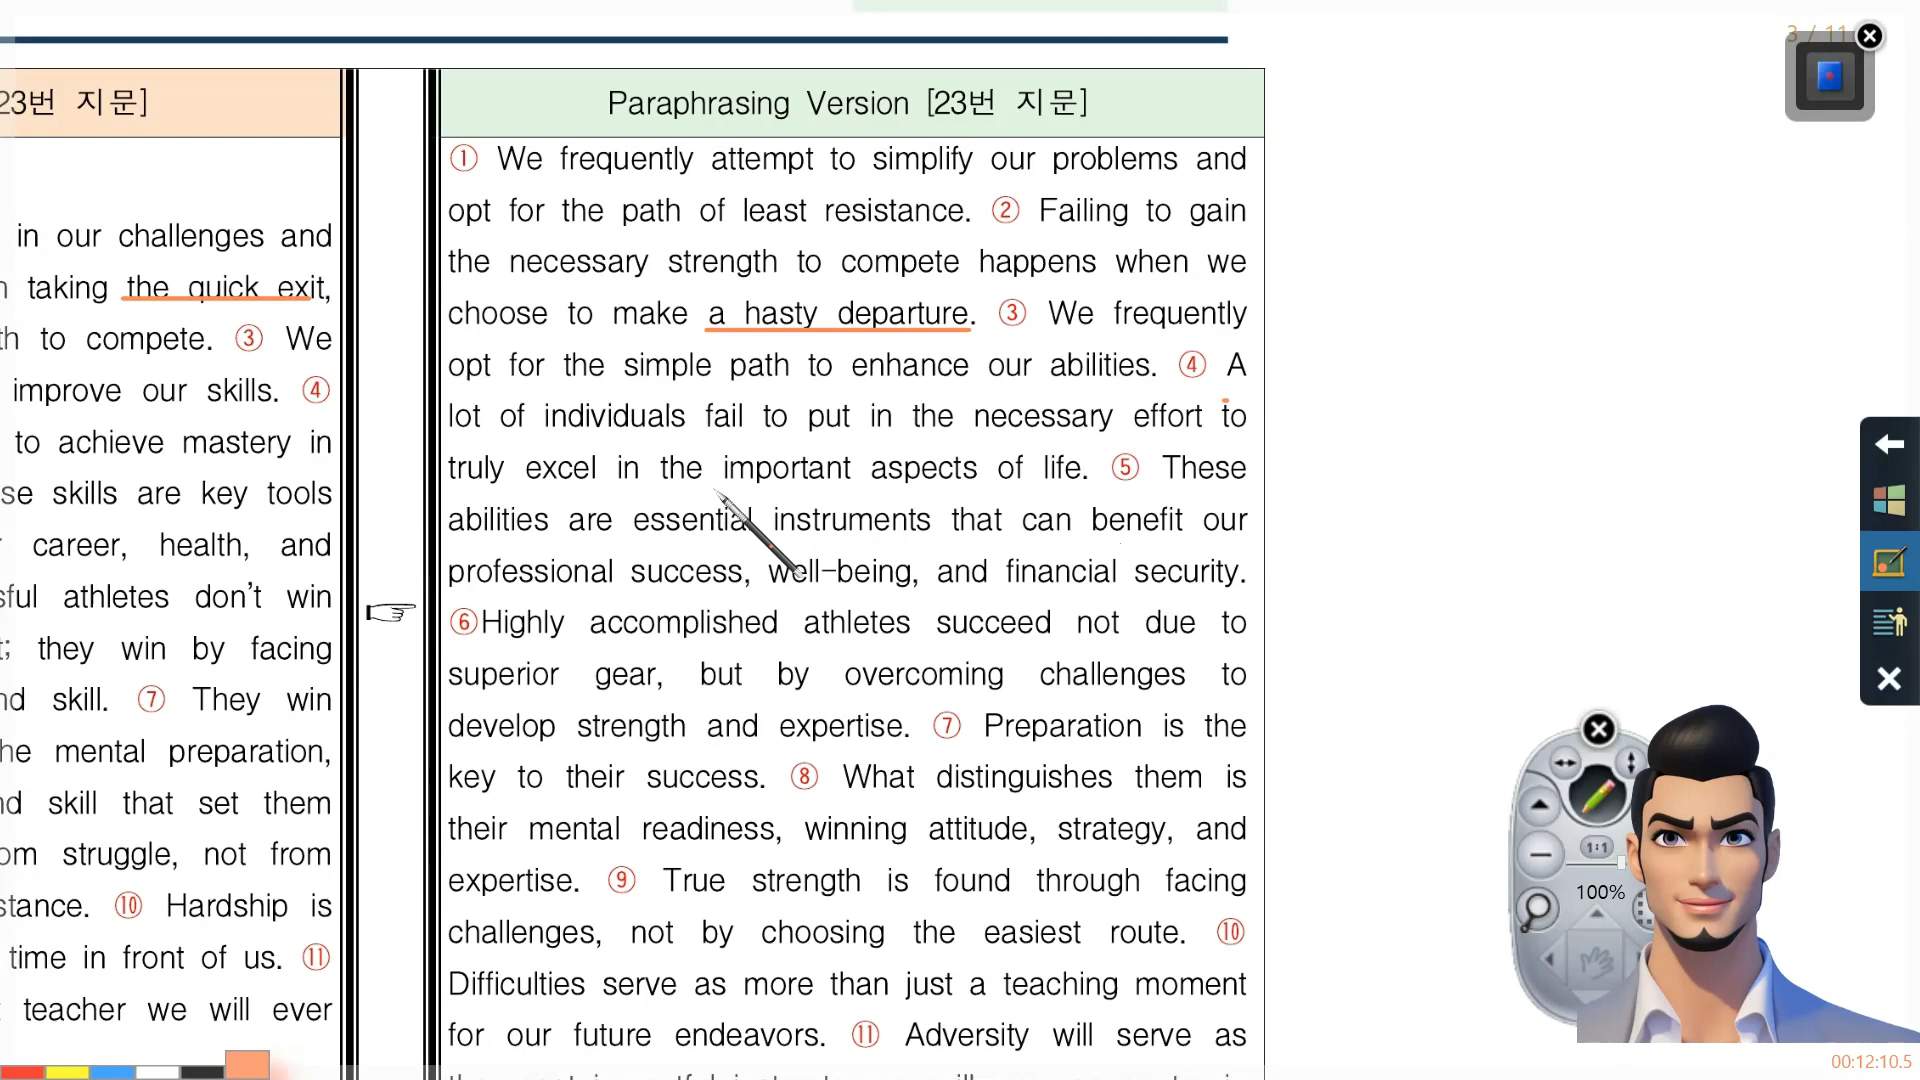 3 / 11
23번 지문]
in our challenges and
taking the quick exit,
to compete. ③ We
improve our skills. ④
to achieve mastery in
skills are key tools
career, health, and
athletes don't win
they win by facing
skill. ⑦ They win
mental preparation,
skill that set them
struggle, not from
⑩ Hardship is
time in front of us. ⑪
teacher we will ever
Paraphrasing Version [23번 지문]
① We frequently attempt to simplify our problems and
opt for the path of least resistance. ② Failing to gain
the necessary strength to compete happens when we
choose to make a hasty departure. ③ We frequently
opt for the simple path to enhance our abilities. ④ A
lot of individuals fail to put in the necessary effort to
truly excel in the important aspects of life. ⑤ These
abilities are essential instruments that can benefit our
professional success, well-being, and financial security.
⑥Highly accomplished athletes succeed not due to
superior gear, but by overcoming challenges to
develop strength and expertise. ⑦ Preparation is the
key to their success. ⑧ What distinguishes them is
their mental readiness, winning attitude, strategy, and
expertise. ⑨ True strength is found through facing
challenges, not by choosing the easiest route. ⑩
Difficulties serve as more than just a teaching moment
for our future endeavors. ⑪ Adversity will serve as
1:1
100%
00:12:10.5